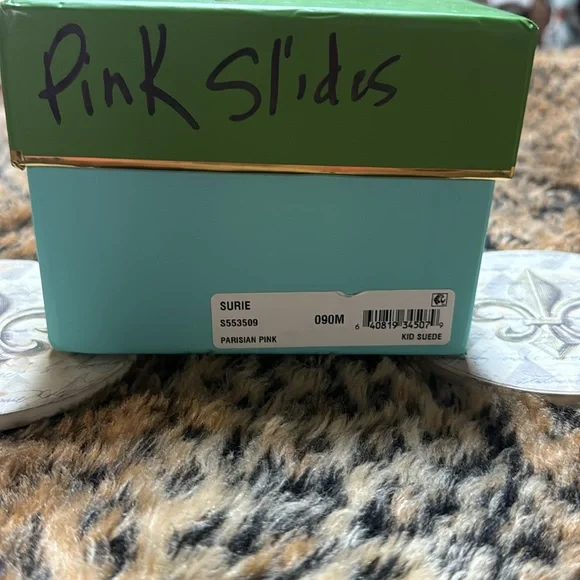 Pink Slides
SURIE
S553509 090M
6 40819 34507 9
PARISIAN PINK KID SUEDE